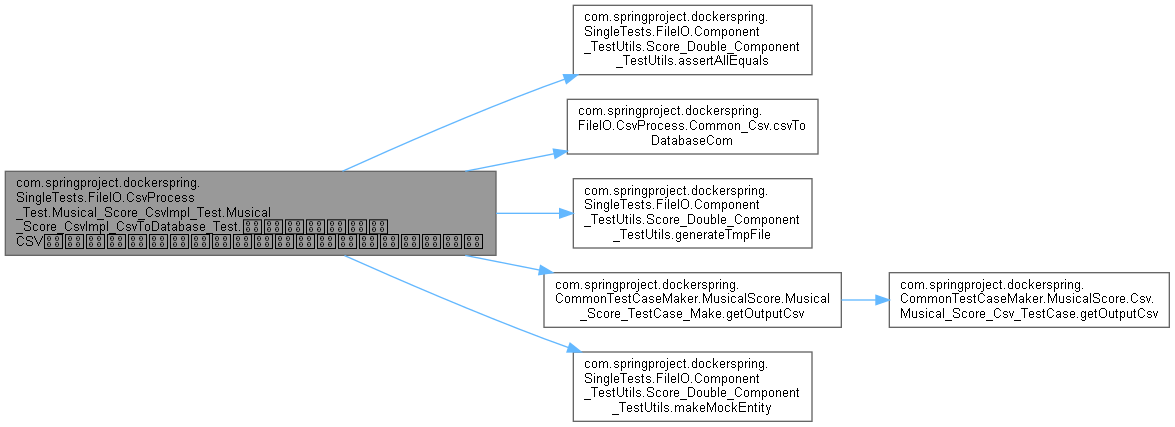 com.springproject.dockerspring.
SingleTests.FileIO.Component
_TestUtils.Score_Double_Component
_TestUtils.assertAllEquals
com.springproject.dockerspring.
FileIO.CsvProcess.Common_Csv.csvTo
DatabaseCom
com.springproject.dockerspring.
SingleTests.FileIO.CsvProcess
_Test.Musical_Score_CsvImpl_Test.Musical
_Score_CsvImpl_CsvToDatabase_Test.
CSV
com.springproject.dockerspring.
SingleTests.FileIO.Component
_TestUtils.Score_Double_Component
_TestUtils.generateTmpFile
com.springproject.dockerspring.
CommonTestCaseMaker.MusicalScore.Musical
_Score_TestCase_Make.getOutputCsv
com.springproject.dockerspring.
CommonTestCaseMaker.MusicalScore.Csv.
Musical_Score_Csv_TestCase.getOutputCsv
com.springproject.dockerspring.
SingleTests.FileIO.Component
_TestUtils.Score_Double_Component
_TestUtils.makeMockEntity